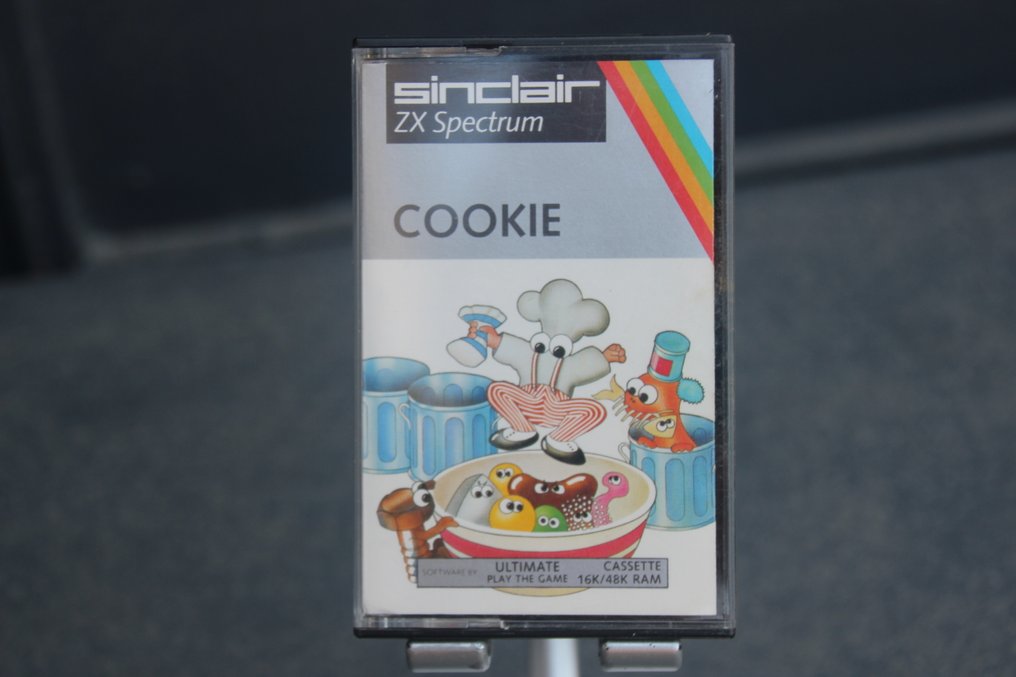 sinclair
ZX Spectrum
COOKIE
SOFTWARE BY ULTIMATE CASSETTE
PLAY THE GAME 16K/48K RAM